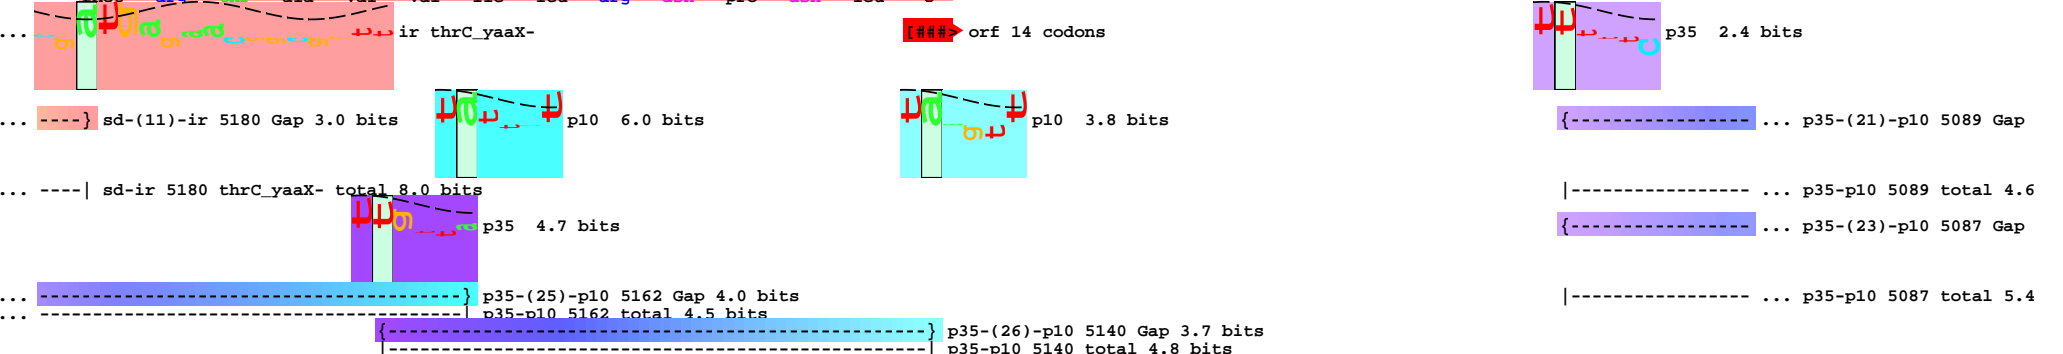 ... ir thrC_yaaX- [###> orf 14 codons p35 2.4 bits
... ----} sd-(11)-ir 5180 Gap 3.0 bits p10 6.0 bits p10 3.8 bits {----------------- ... p35-(21)-p10 5089 Gap
... ----| sd-ir 5180 thrC_yaaX- total 8.0 bits |---------------- ... p35-p10 5089 total 4.6
p35 4.7 bits {----------------- ... p35-(23)-p10 5087 Gap
... ----------------------------------------} p35-(25)-p10 5162 Gap 4.0 bits |---------------- ... p35-p10 5087 total 5.4
... ----------------------------------------| p35-p10 5162 total 4.5 bits
{---------------------------------------------------} p35-(26)-p10 5140 Gap 3.7 bits
|---------------------------------------------------| p35-p10 5140 total 4.8 bits